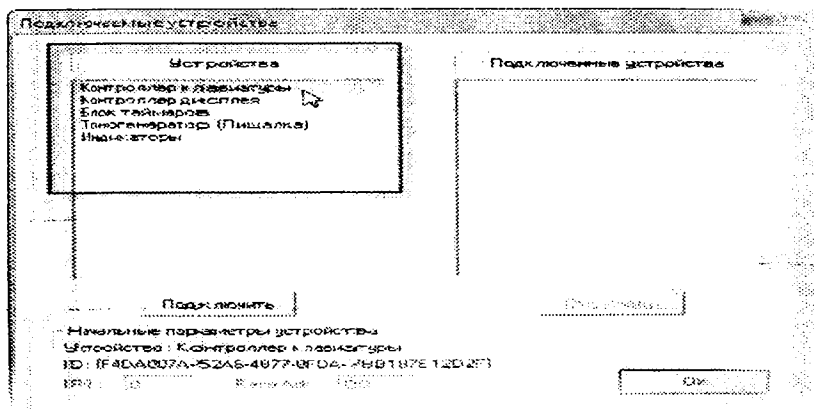 Подключаемые устройства
Устройства
Подключенные устройства
Контроллер клавиатуры
Контроллер дисплея
Блок таймеров
Тоногенератор (Пищалка)
Индикаторы
Подключить
Начальные параметры устройства
Устройство : Контроллер клавиатуры
ID :
OK